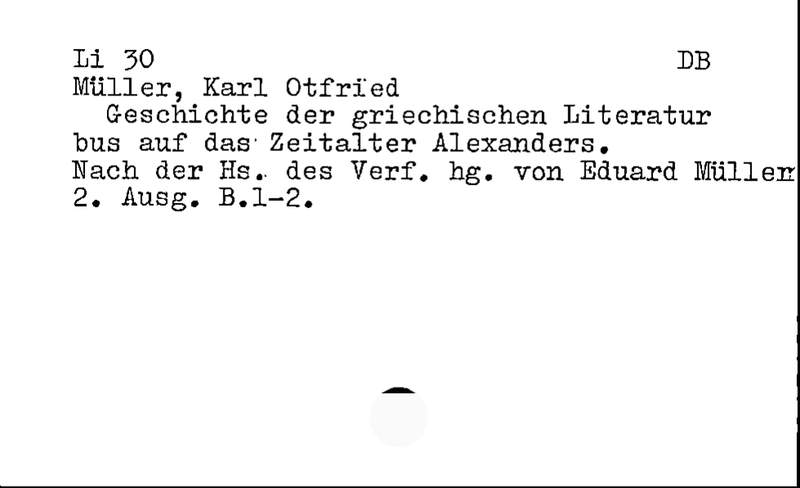 Li 30 DB
Müller, Karl Otfried
Geschichte der griechischen Literatur
bus auf das Zeitalter Alexanders.
Nach der Hs. des Verf. hg. von Eduard Müller
2. Ausg. B.1-2.